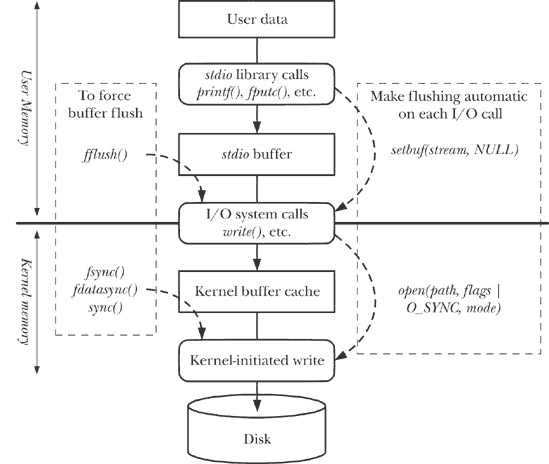 User data
User Memory
stdio library calls
printf(), fputc(), etc.
To force
buffer flush
fflush()
Make flushing automatic
on each I/O call
setbuf(stream, NULL)
stdio buffer
I/O system calls
write(), etc.
Kernel memory
fsync()
fdatasync()
sync()
Kernel buffer cache
open(path, flags |
O_SYNC, mode)
Kernel-initiated write
Disk